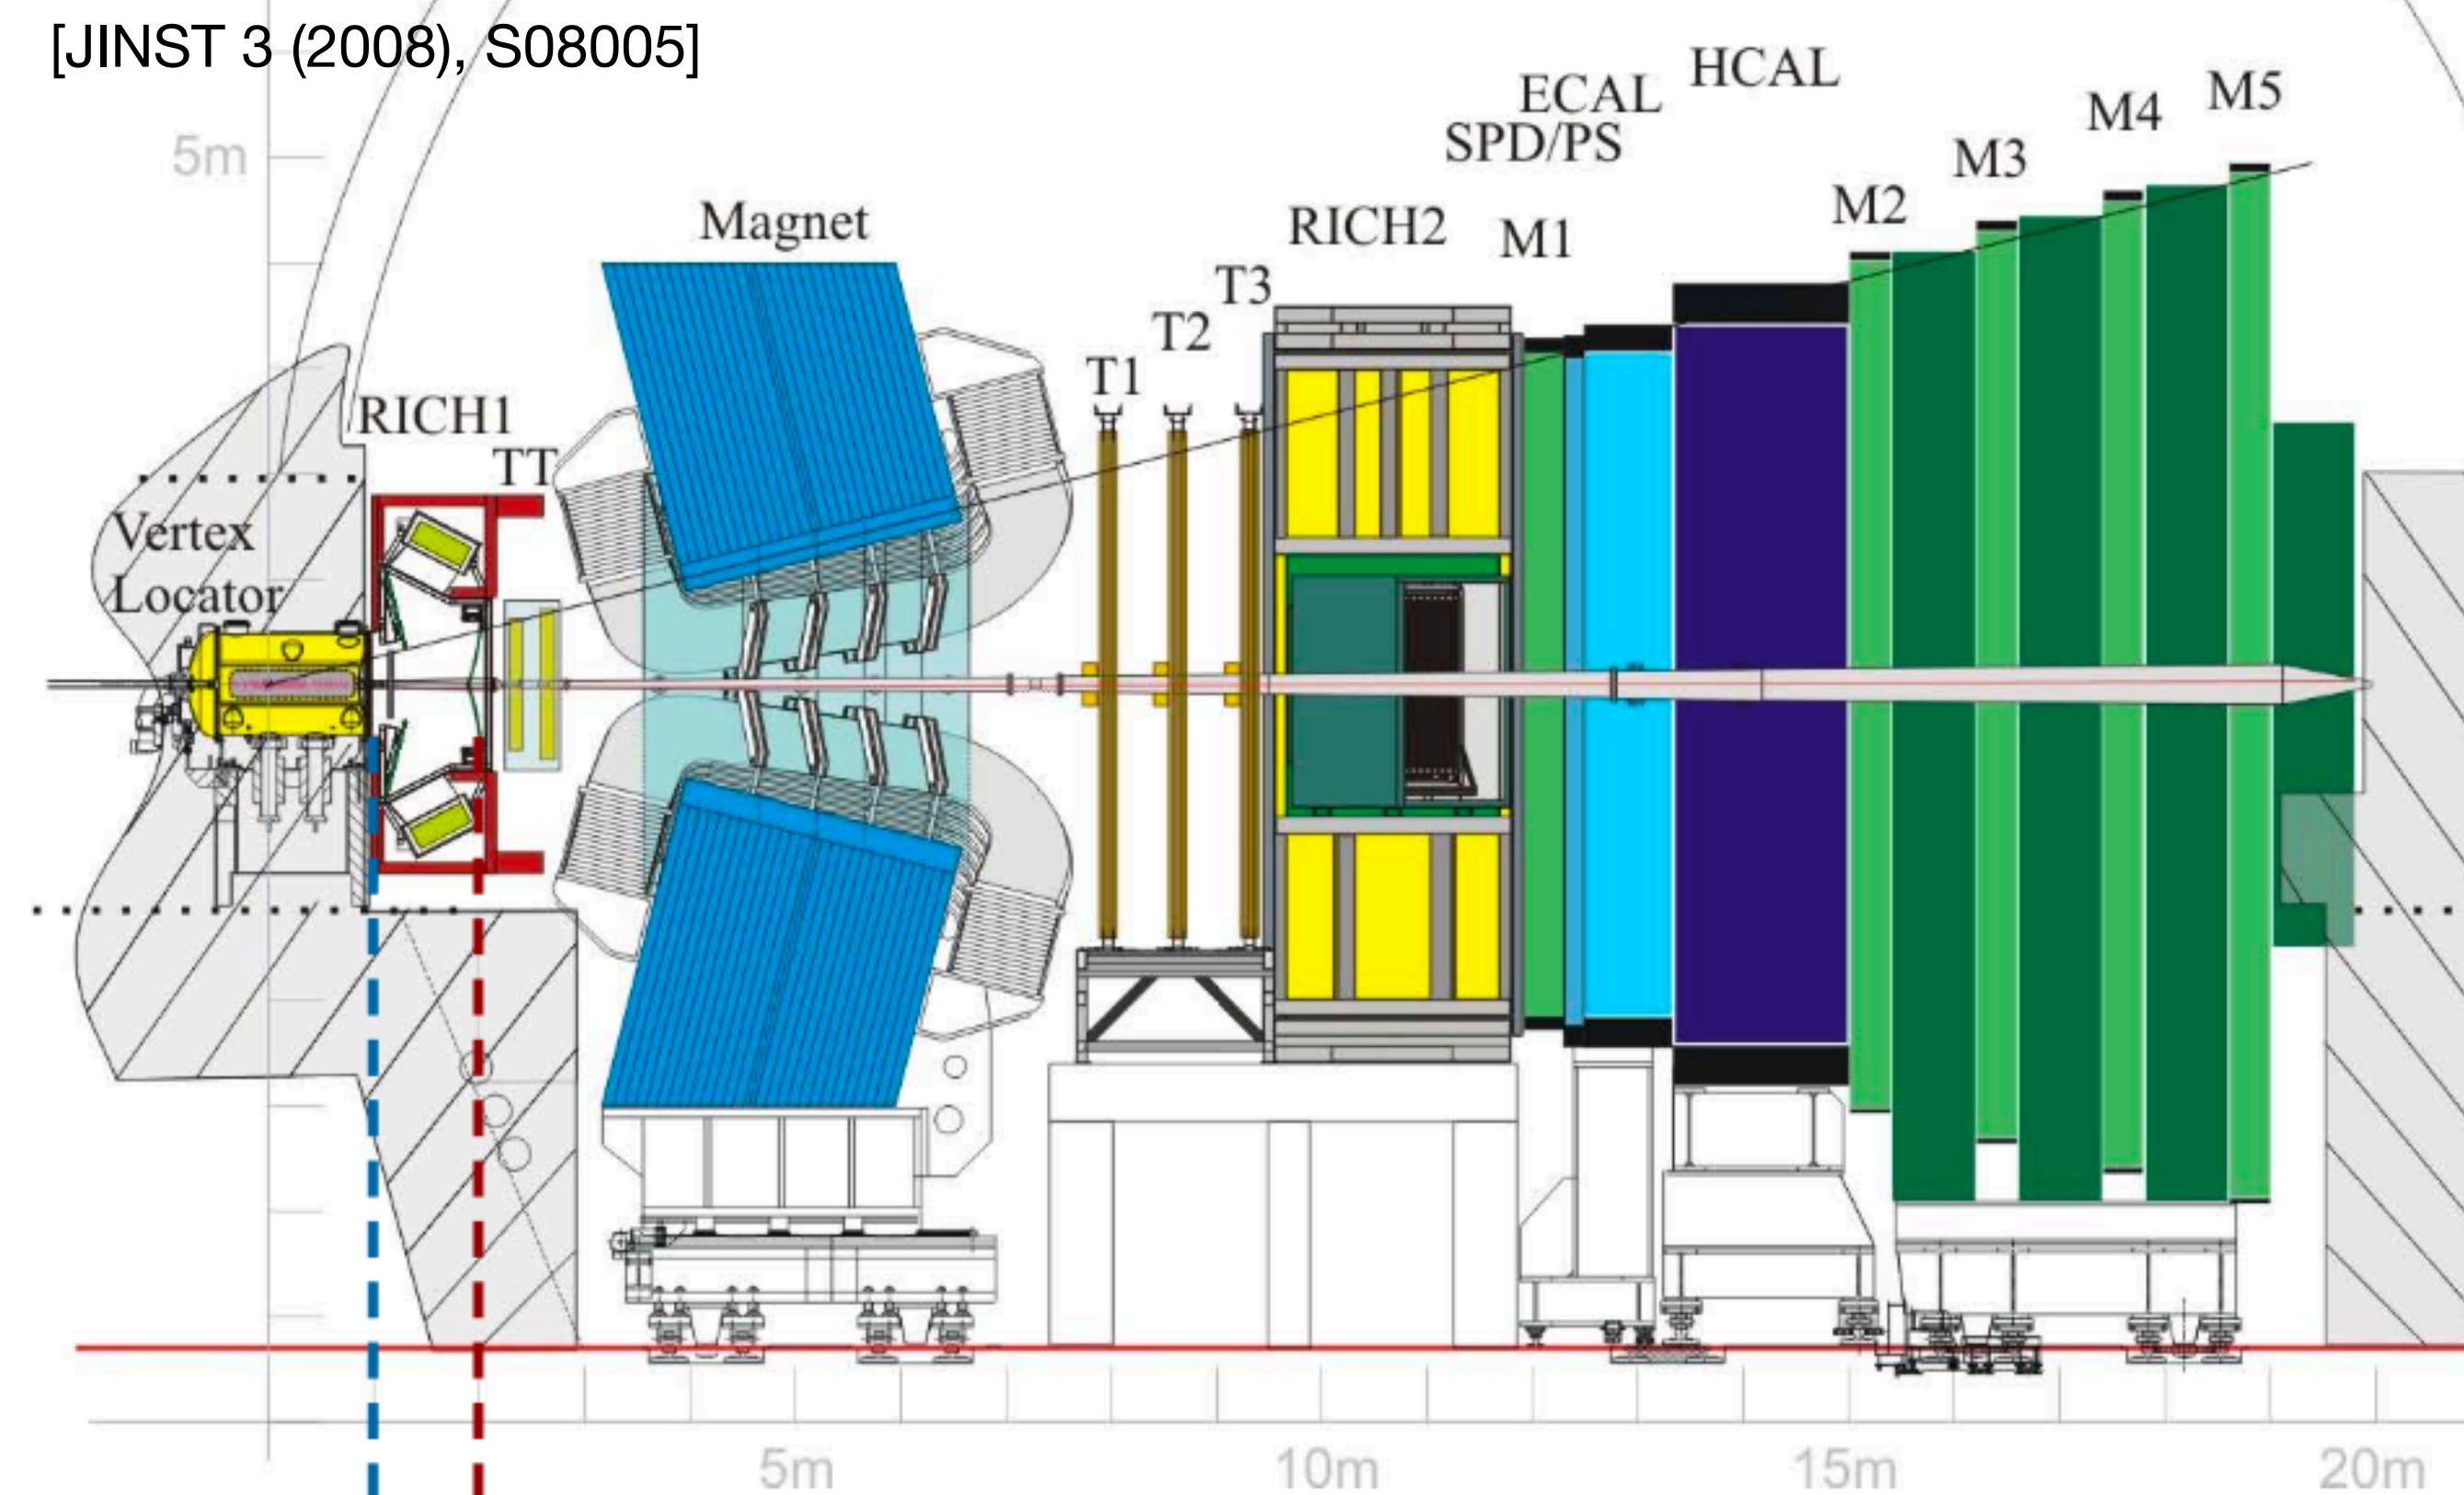 [JINST 3 (2008), S08005]
HCAL
ECAL
M5
M4
SPD/PS
5m
M3
M2
Magnet
RICH2
M1
T3
T2
T1
RICH1
TT
Vertex
Locator
5m
10m
15m
20m